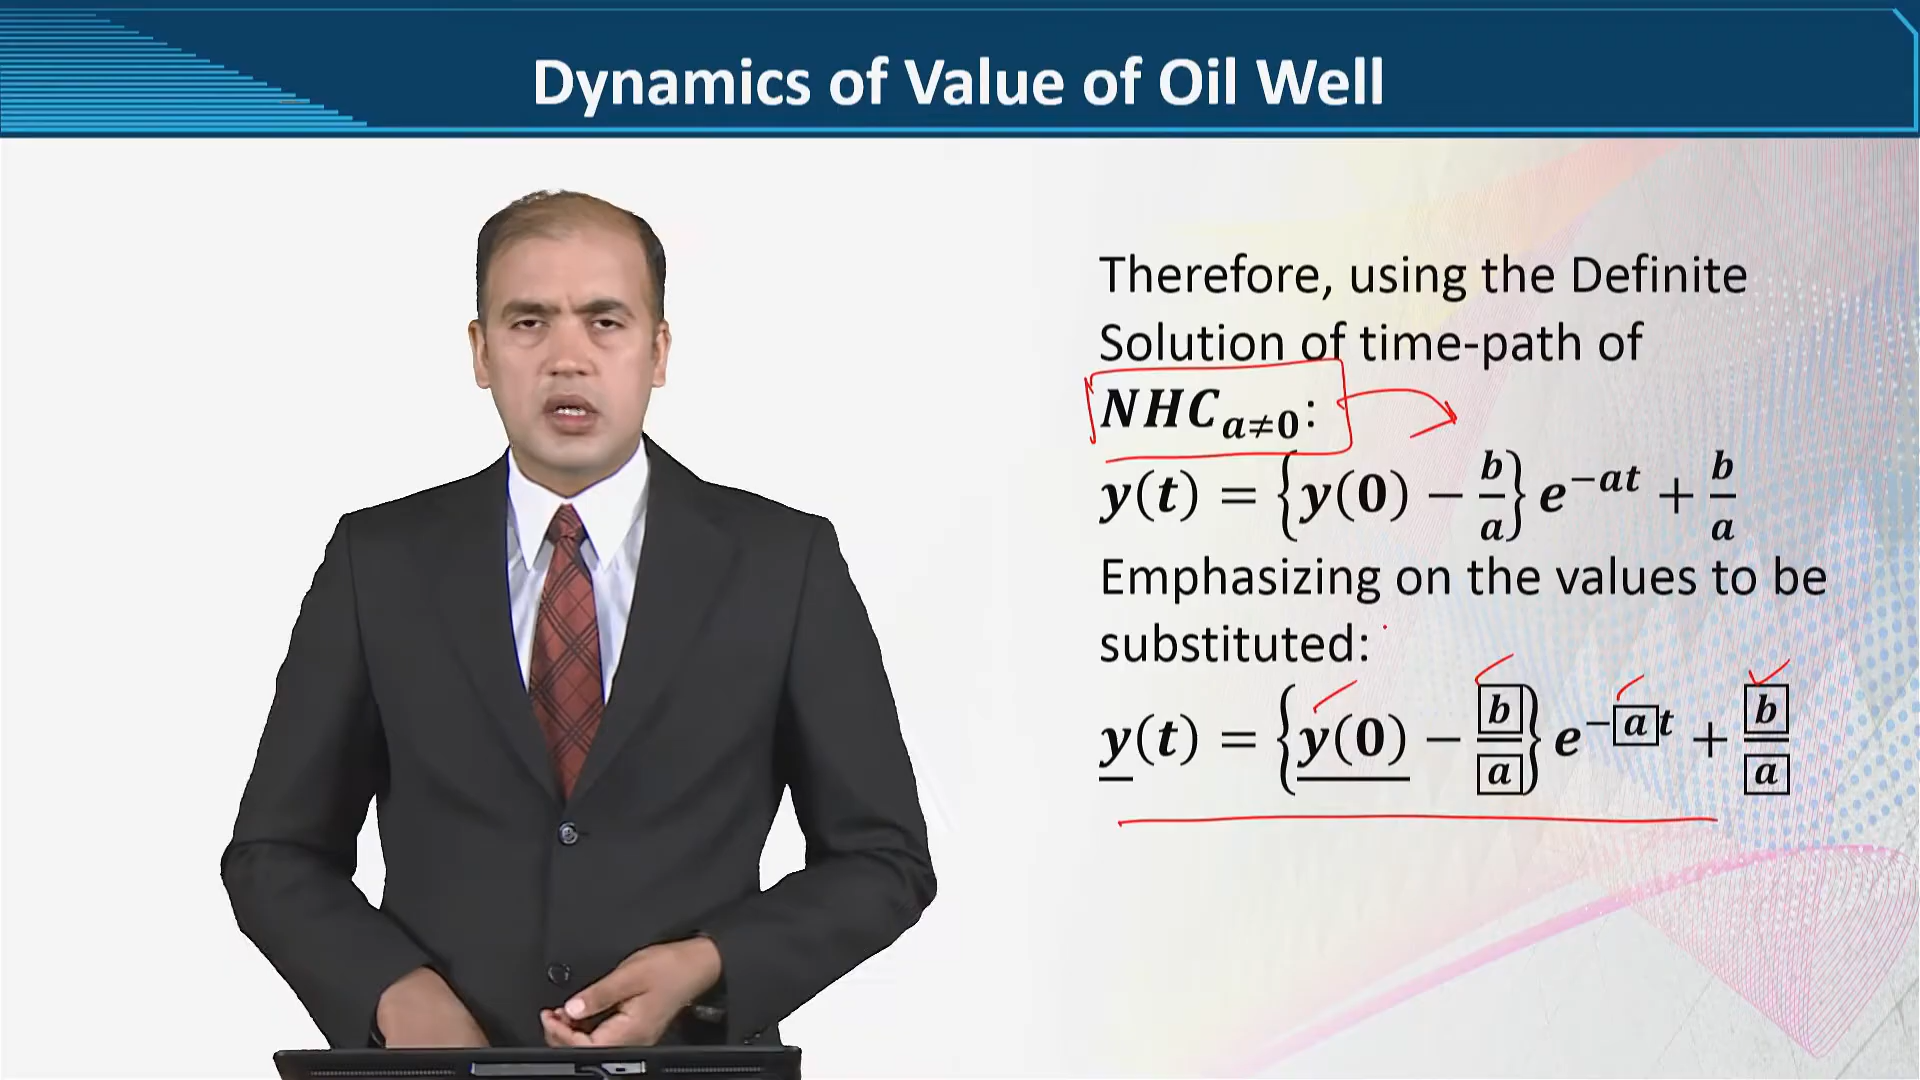 Dynamics of Value of Oil Well
Therefore, using the Definite
Solution of time-path of
NHCₐ≠₀:
y(t) = {y(0) − b/a} e^−at + b/a
Emphasizing on the values to be
substituted:
y(t) = {y(0) − b/a} e^−at + b/a